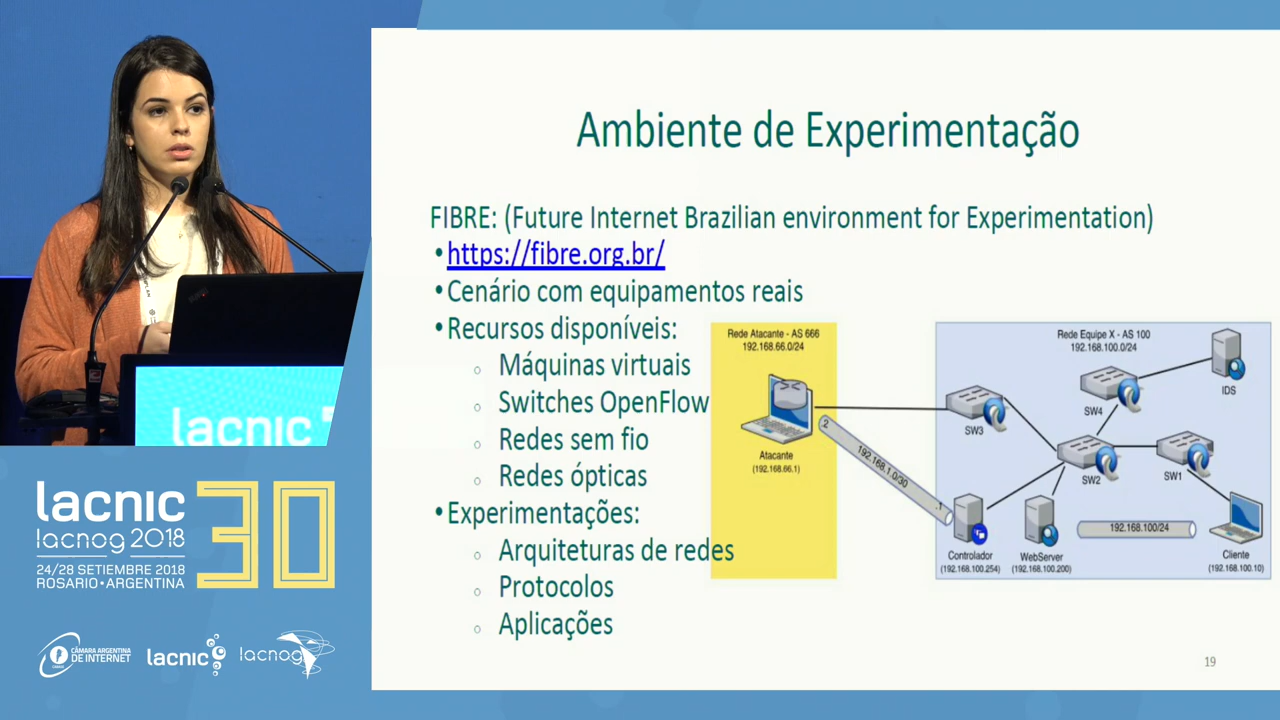 Ambiente de Experimentação
FIBRE: (Future Internet Brazilian environment for Experimentation)
•https://fibre.org.br/
•Cenário com equipamentos reais
•Recursos disponíveis:
○ Máquinas virtuais
○ Switches OpenFlow
○ Redes sem fio
○ Redes ópticas
•Experimentações:
○ Arquiteturas de redes
○ Protocolos
○ Aplicações
Rede Atacante - AS 666
192.168.66.0/24
Atacante
(192.168.66.1)
.2
192.168.1.0/30
.1
Rede Equipe X - AS 100
192.168.100.0/24
IDS
SW4
SW3
SW2
SW1
192.168.100/24
Controlador
(192.168.100.254)
WebServer
(192.168.100.200)
Cliente
(192.168.100.10)
19
lacnic
lacnic 30
lacnog 2018
24/28 SETIEMBRE 2018
ROSARIO•ARGENTINA
CÁMARA ARGENTINA
DE INTERNET
lacnic
lacnog